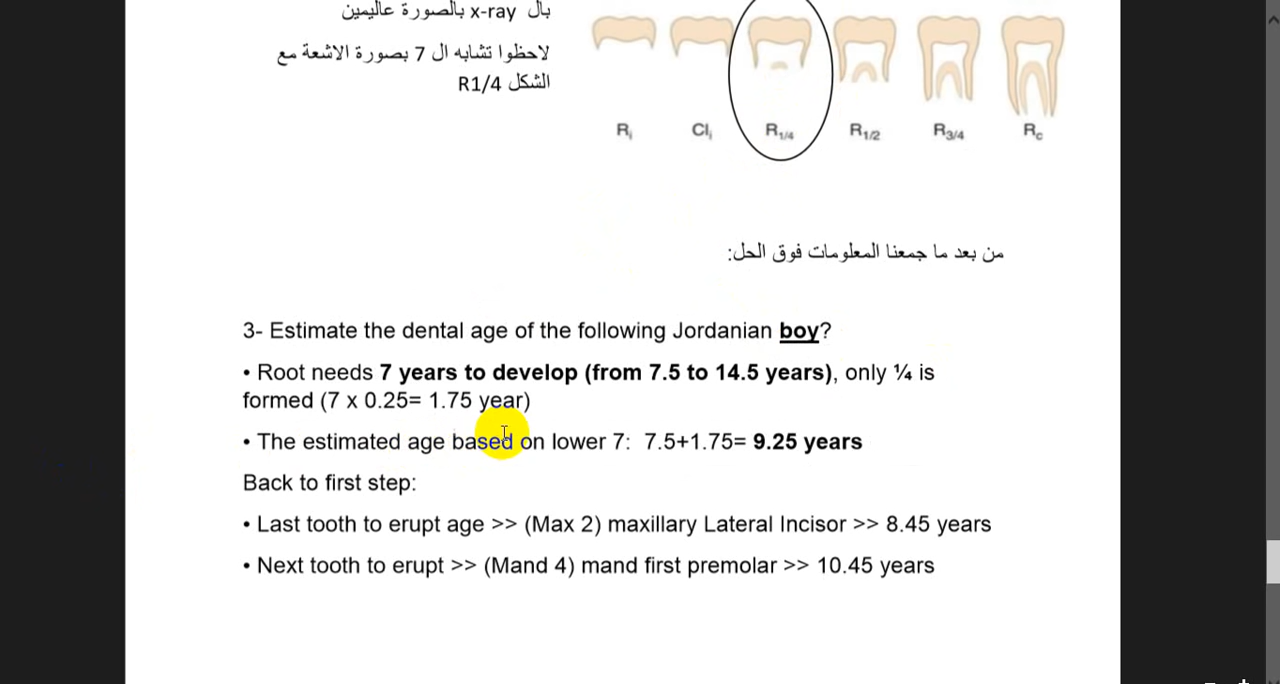 بال x-ray بالصورة عاليمين
لاحظوا تشابه ال 7 بصورة الاشعة مع
الشكل R1/4
Ri Cli R1/4 R1/2 R3/4 Rc
من بعد ما جمعنا المعلومات فوق الحل:
3- Estimate the dental age of the following Jordanian boy?
• Root needs 7 years to develop (from 7.5 to 14.5 years), only ¼ is
formed (7 x 0.25= 1.75 year)
• The estimated age based on lower 7: 7.5+1.75= 9.25 years
Back to first step:
• Last tooth to erupt age >> (Max 2) maxillary Lateral Incisor >> 8.45 years
• Next tooth to erupt >> (Mand 4) mand first premolar >> 10.45 years